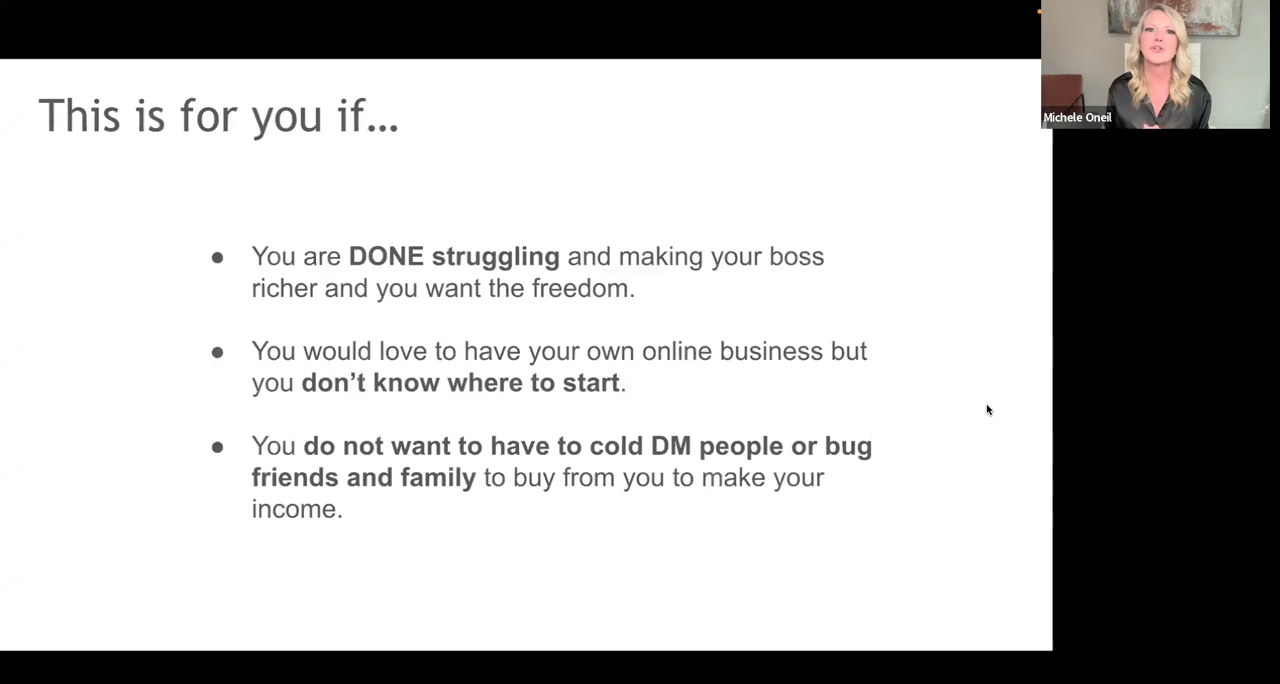 This is for you if...
Michele Oneil
● You are DONE struggling and making your boss
richer and you want the freedom.
● You would love to have your own online business but
you don’t know where to start.
● You do not want to have to cold DM people or bug
friends and family to buy from you to make your
income.